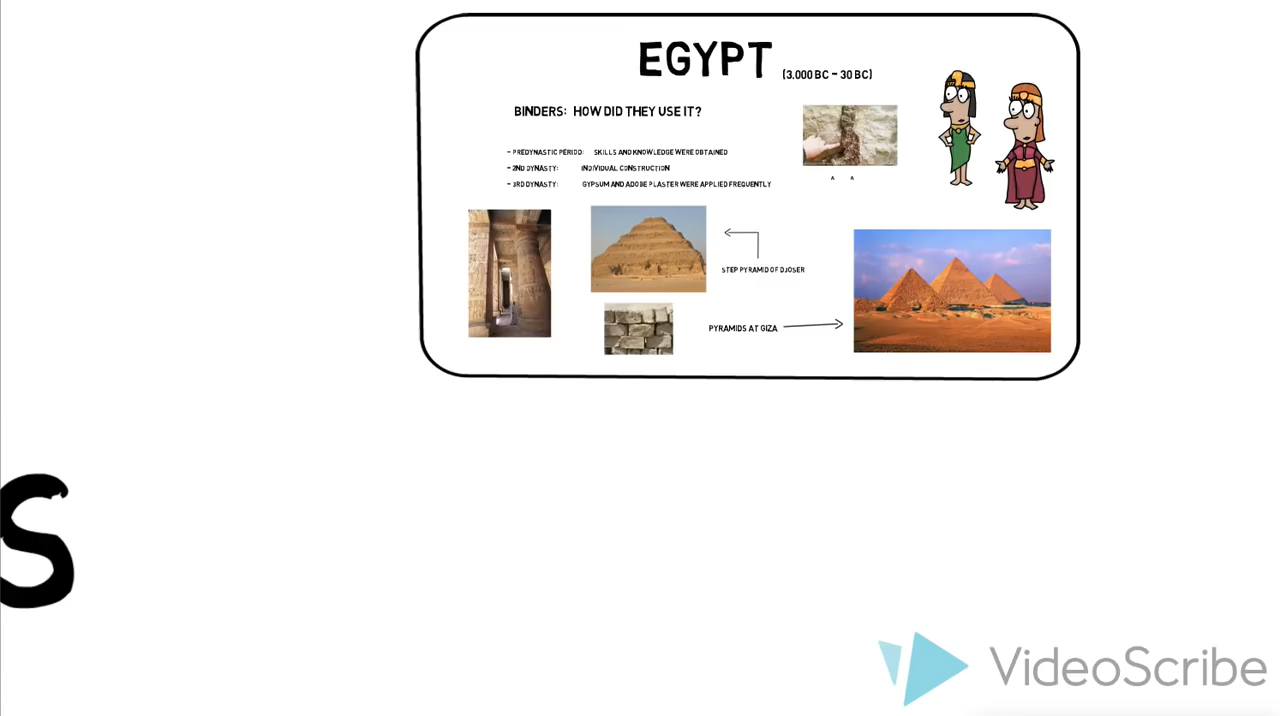 EGYPT (3.000 BC - 30 BC)
BINDERS: HOW DID THEY USE IT?
- PREDYNASTIC PERIOD: SKILLS AND KNOWLEDGE WERE OBTAINED
- 2ND DYNASTY: INDIVIDUAL CONSTRUCTION
- 3RD DYNASTY: GYPSUM AND ADOBE PLASTER WERE APPLIED FREQUENTLY
^ ^
STEP PYRAMID OF DJOSER
PYRAMIDS AT GIZA
S
VideoScribe